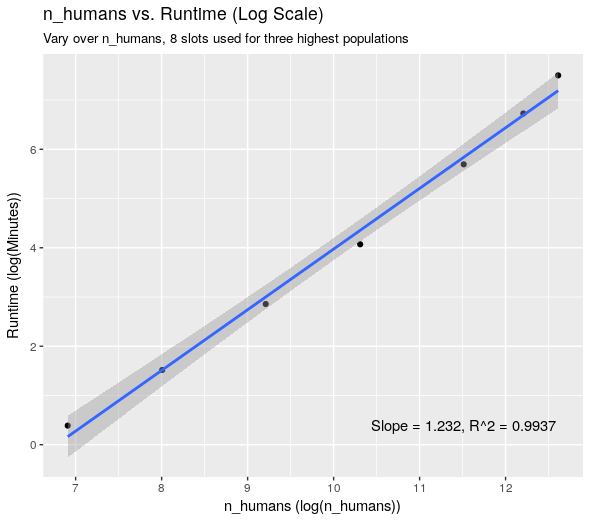 n_humans vs. Runtime (Log Scale)
Vary over n_humans, 8 slots used for three highest populations
Runtime (log(Minutes))
6
4
2
0
Slope = 1.232, R^2 = 0.9937
7 8 9 10 11 12
n_humans (log(n_humans))